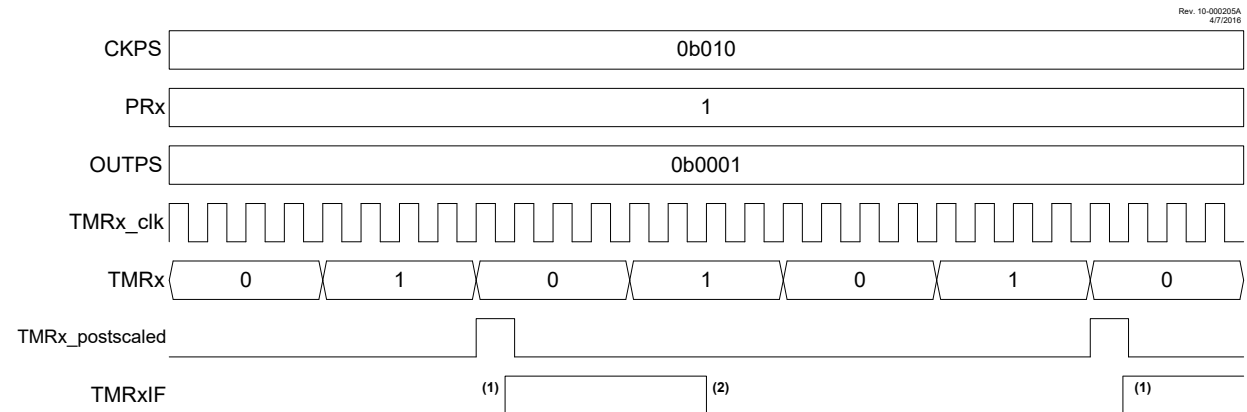 Rev. 10-000205A
4/7/2016
CKPS 0b010
PRx 1
OUTPS 0b0001
TMRx_clk
TMRx 0 1 0 1 0 1 0
TMRx_postscaled
TMRxIF (1) (2) (1)